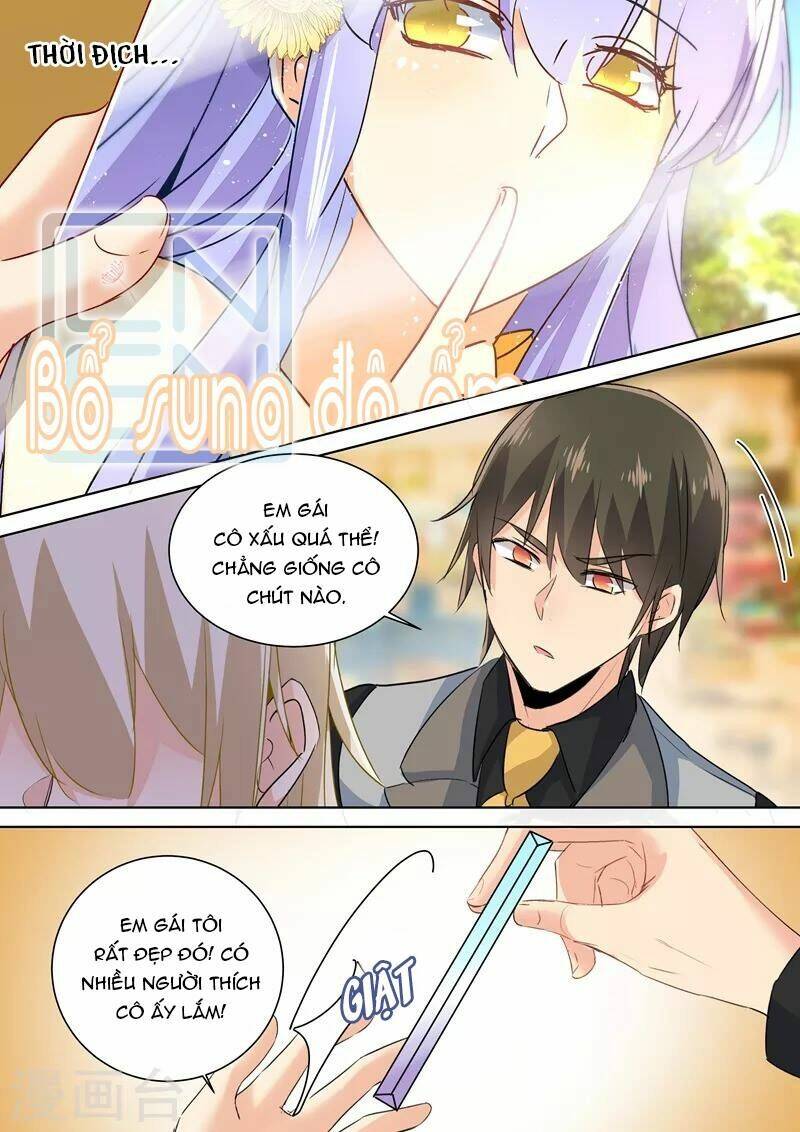 THỜI ĐỊCH...
Bổ sung độ ẩm
EM GÁI
CÔ XẤU QUÁ THỂ!
CHẲNG GIỐNG CÔ
CHÚT NÀO.
EM GÁI TÔI
RẤT ĐẸP ĐÓ! CÓ
NHIỀU NGƯỜI THÍCH
CÔ ẤY LẮM!
GIẬT
漫画台